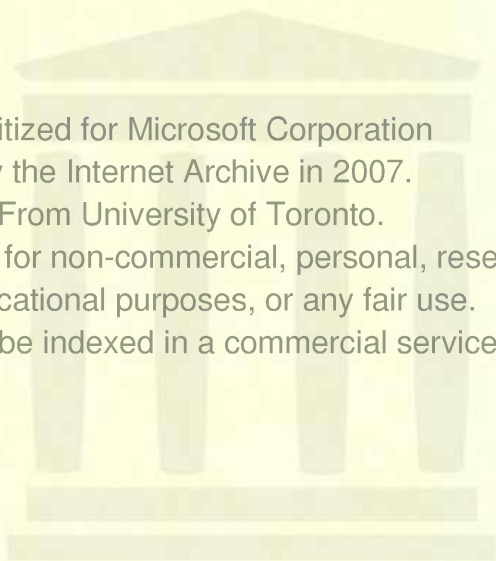 itized for Microsoft Corporation
the Internet Archive in 2007.
From University of Toronto.
for non-commercial, personal, rese
cational purposes, or any fair use.
be indexed in a commercial service